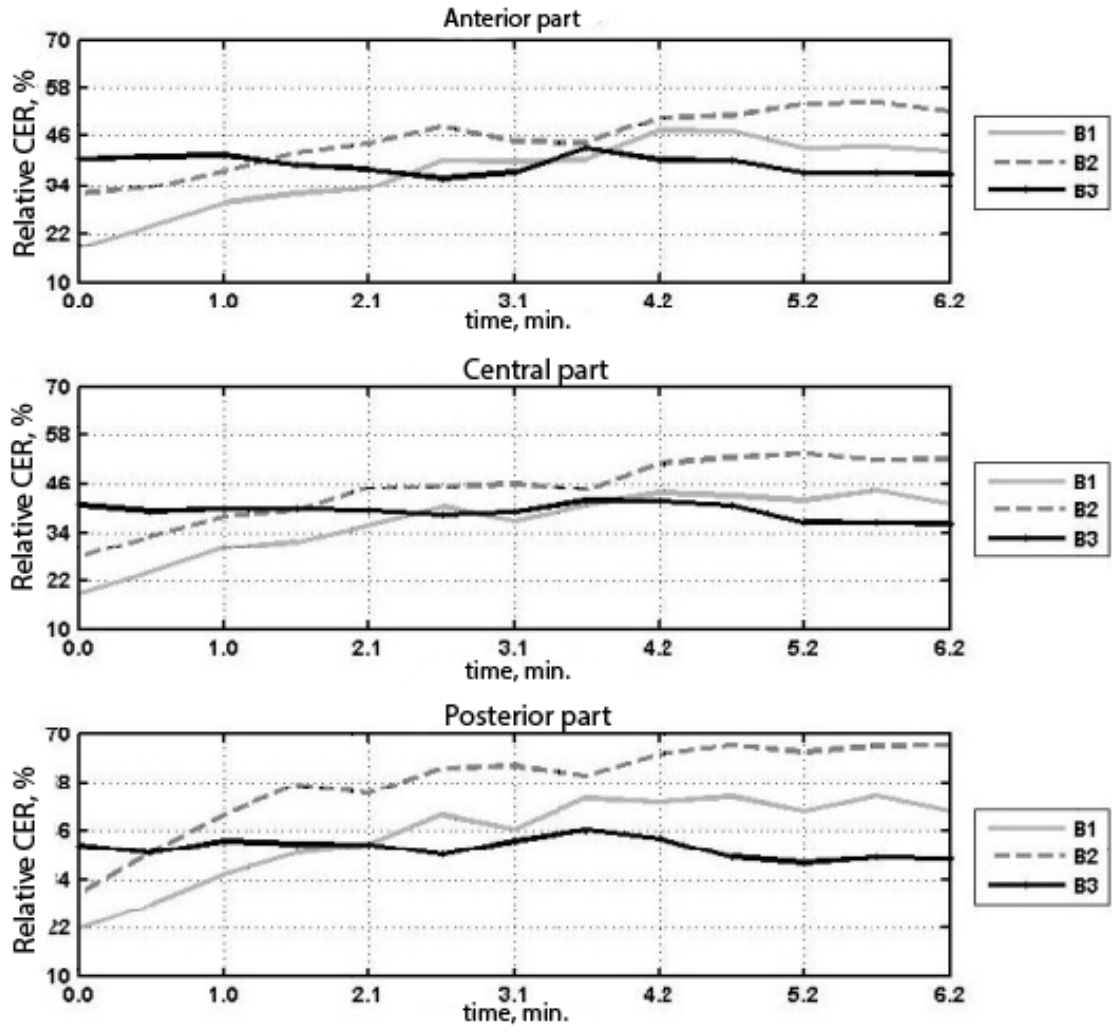 Anterior part
Relative CER, %
70
58
46
34
22
10
0.0 1.0 2.1 3.1 4.2 5.2 6.2
time, min.
B1
B2
B3
Central part
Relative CER, %
70
58
46
34
22
10
0.0 1.0 2.1 3.1 4.2 5.2 6.2
time, min.
B1
B2
B3
Posterior part
Relative CER, %
70
8
6
4
22
10
0.0 1.0 2.1 3.1 4.2 5.2 6.2
time, min.
B1
B2
B3